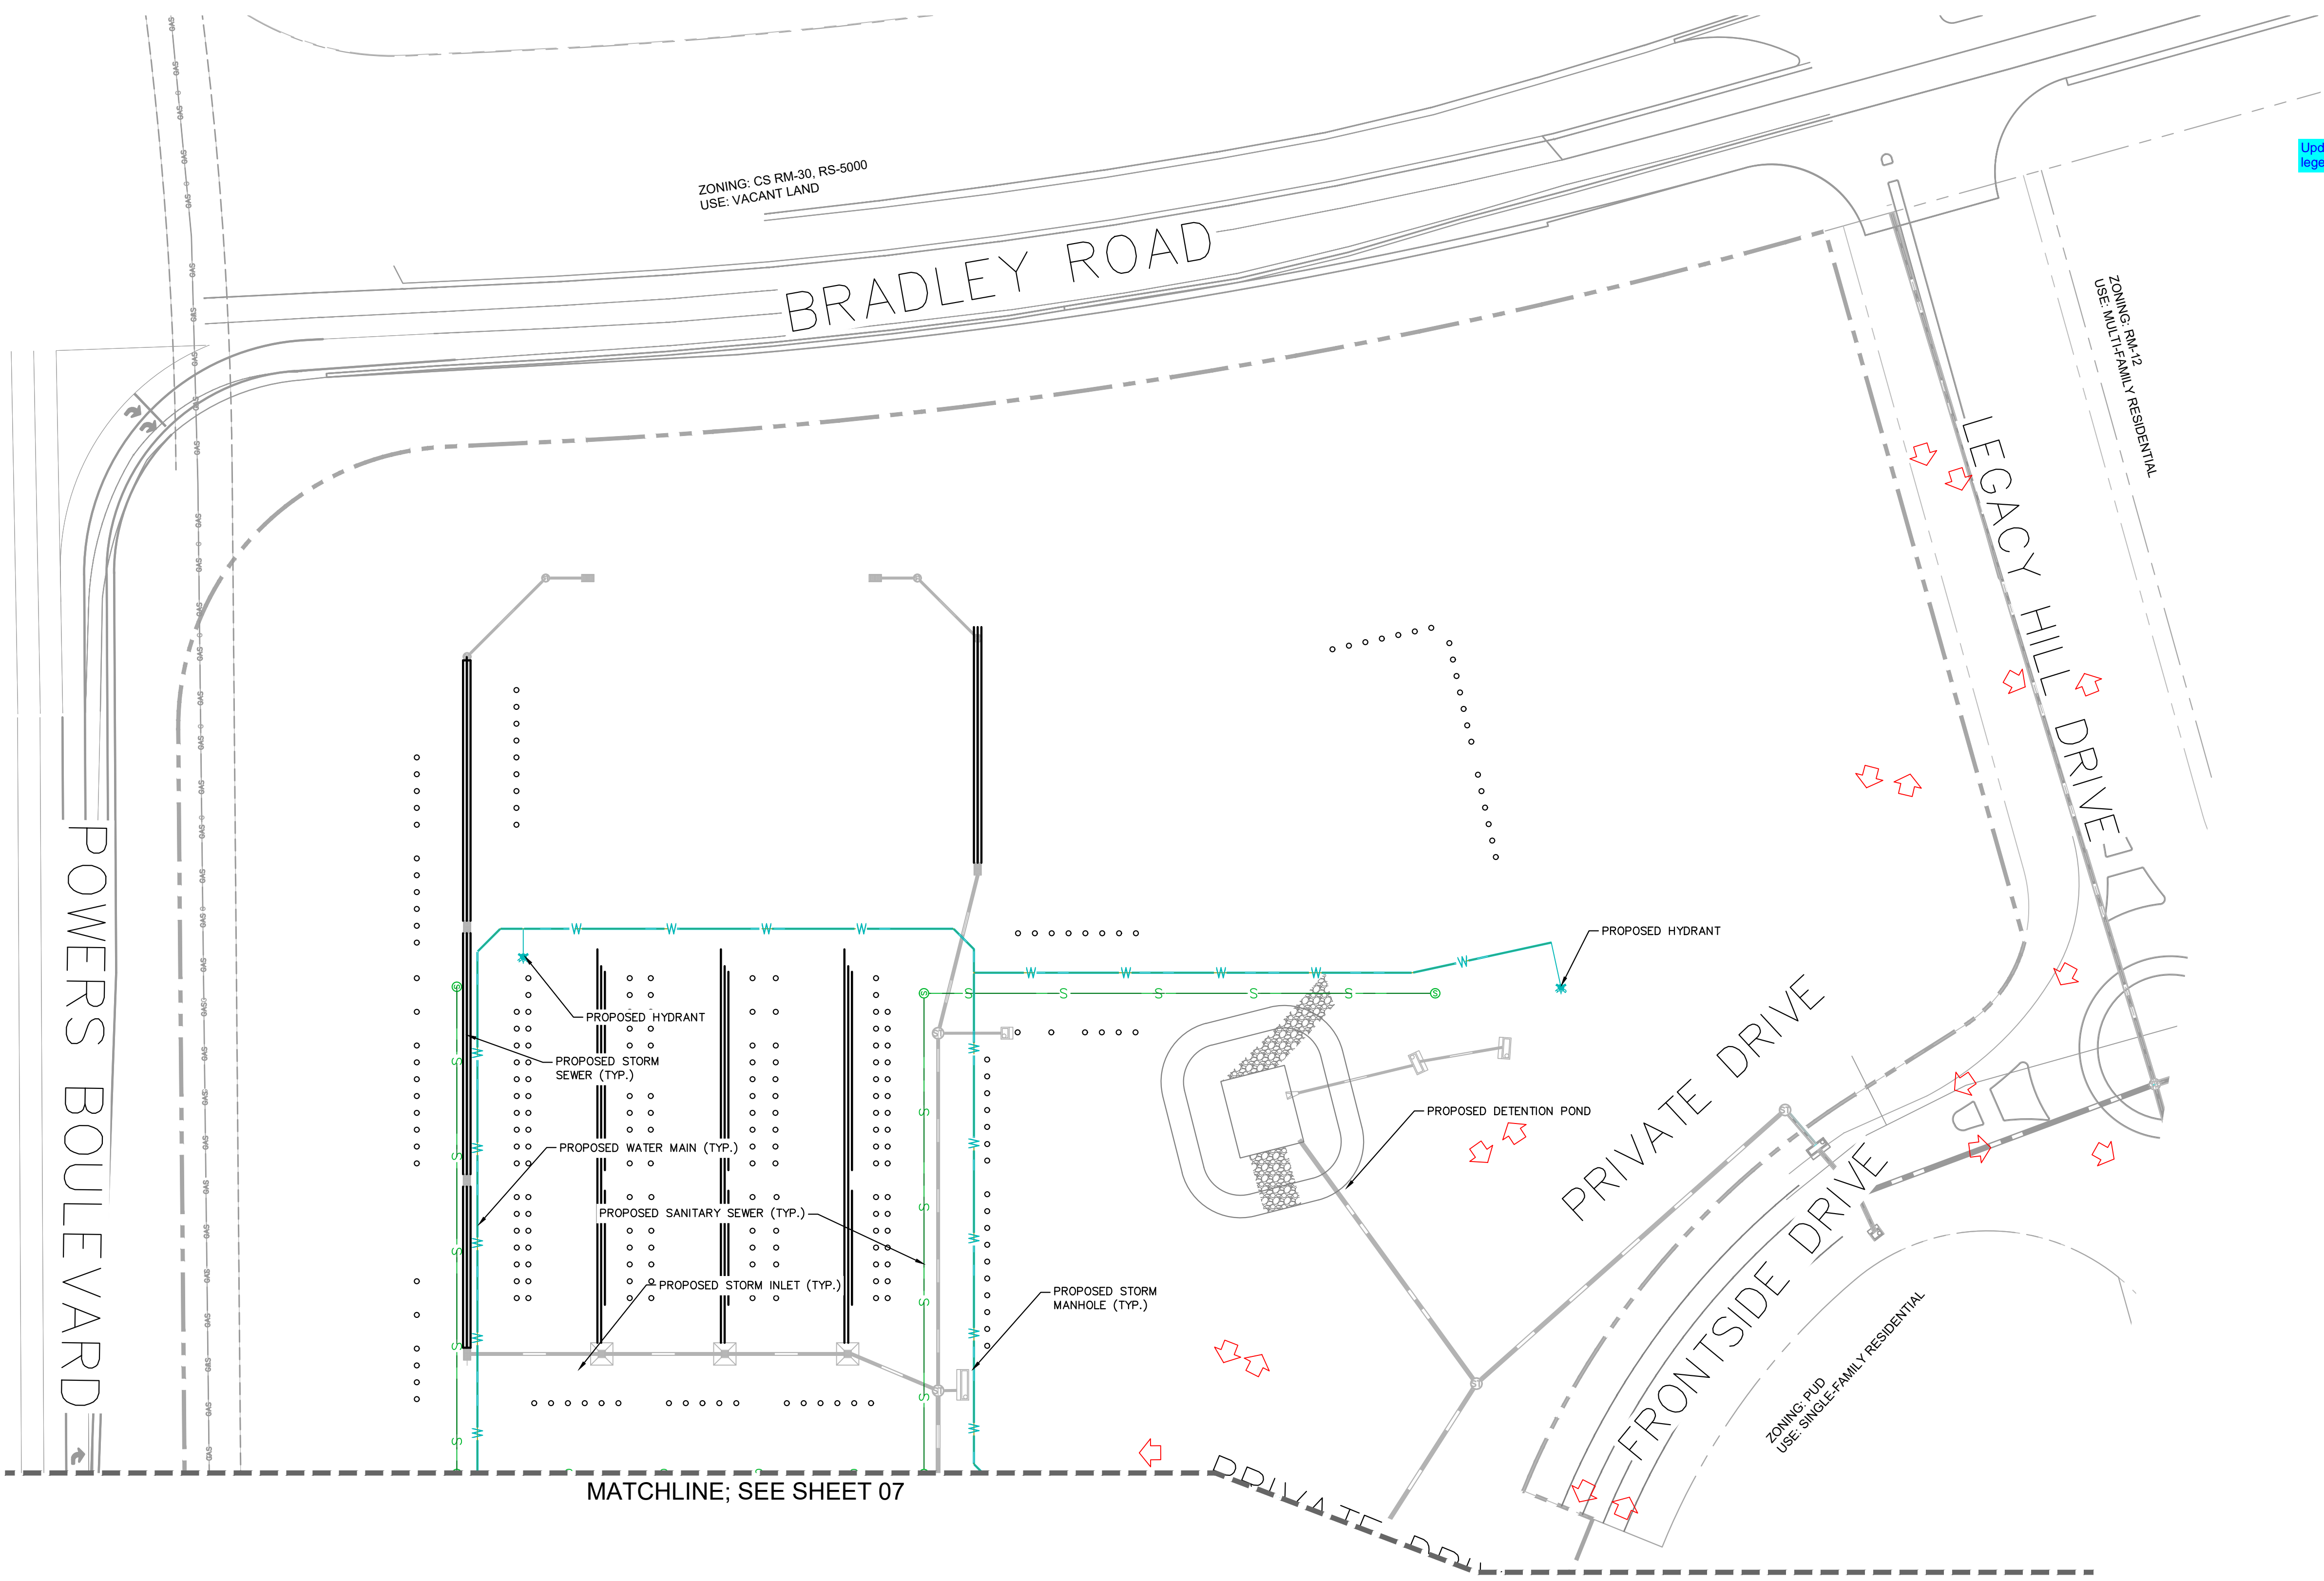 ZONING: CS RM-30, RS-5000
USE: VACANT LAND
BRADLEY ROAD
ZONING: RM-12
USE: MULTI-FAMILY RESIDENTIAL
LEGACY HILL DRIVE
POWERS BOULEVARD
PROPOSED HYDRANT
PROPOSED HYDRANT
PROPOSED STORM
SEWER (TYP.)
PROPOSED WATER MAIN (TYP.)
PROPOSED SANITARY SEWER (TYP.)
PROPOSED STORM INLET (TYP.)
PROPOSED STORM
MANHOLE (TYP.)
PROPOSED DETENTION POND
PRIVATE DRIVE
FRONTSIDE DRIVE
ZONING: PUD
USE: SINGLE-FAMILY RESIDENTIAL
PRIVATE
MATCHLINE; SEE SHEET 07